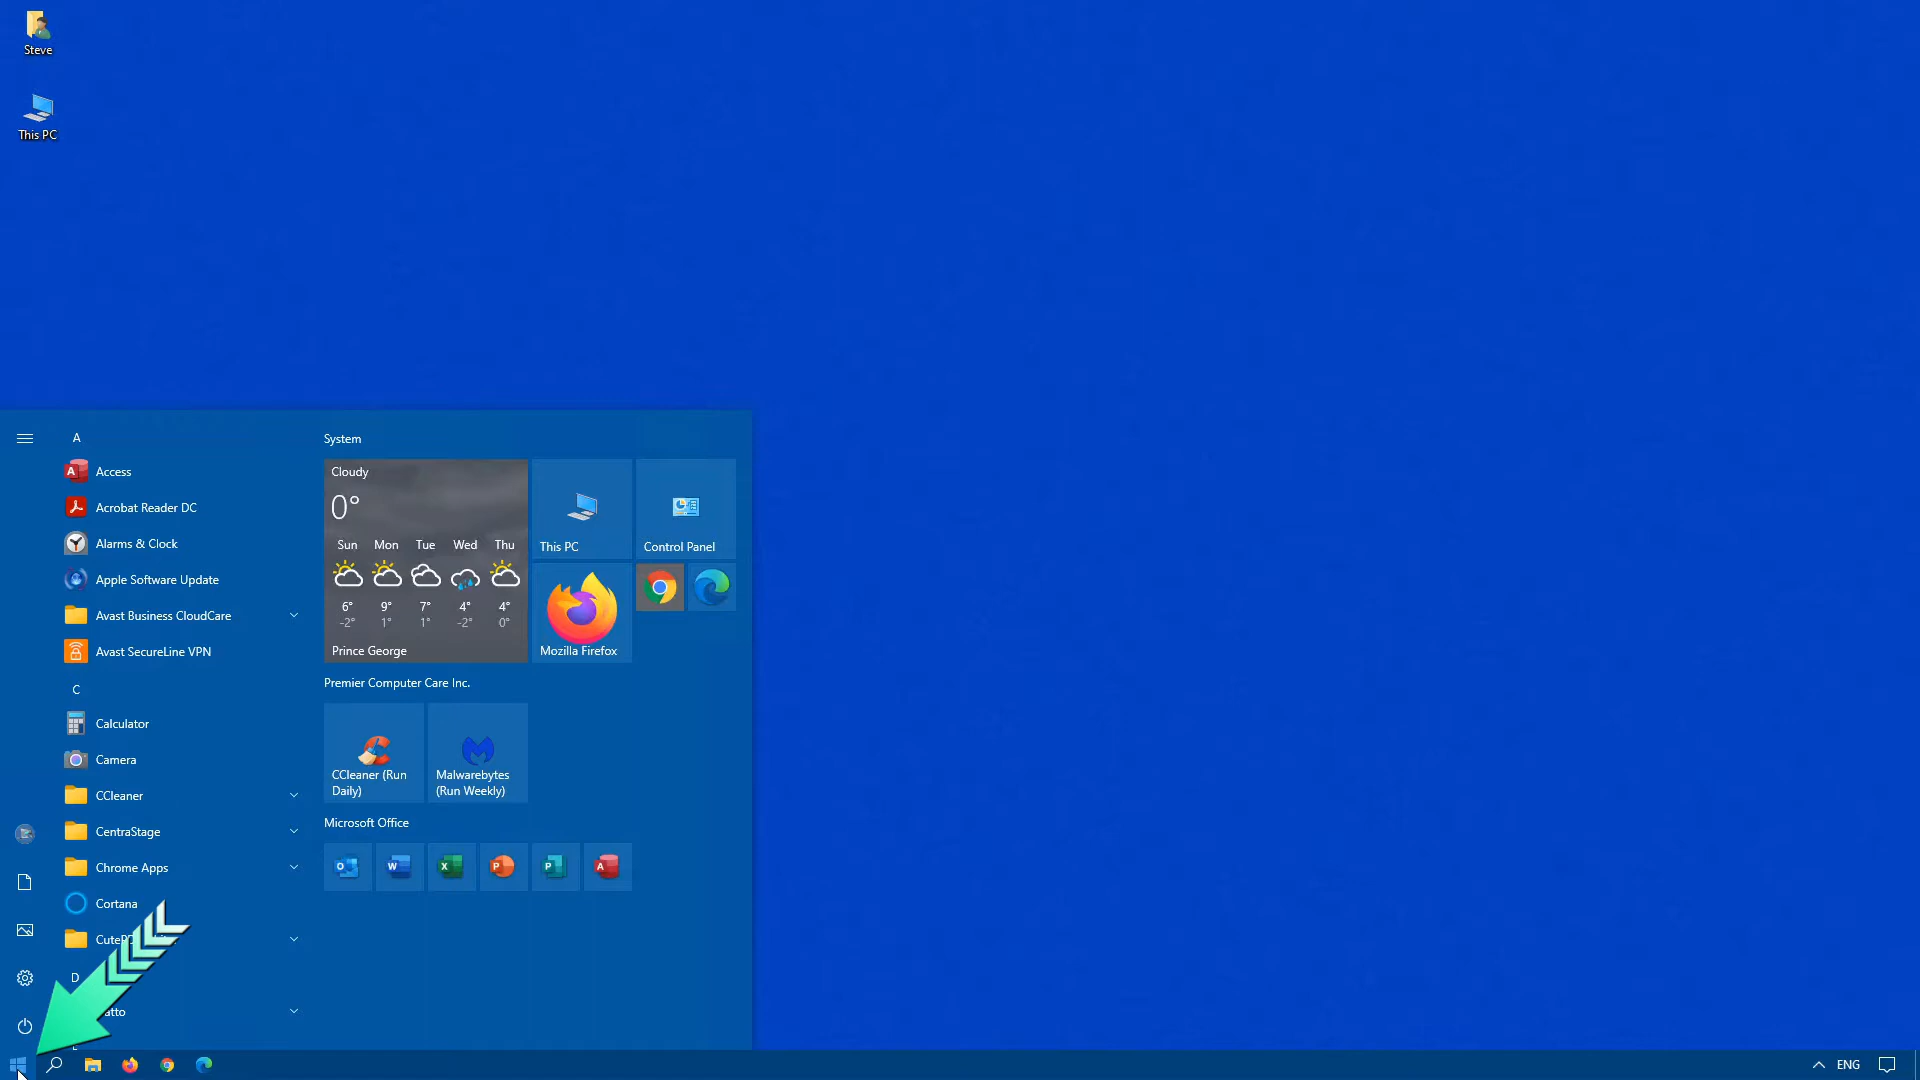 Steve
This PC
A
Access
Acrobat Reader DC
Alarms & Clock
Apple Software Update
Avast Business CloudCare
Avast SecureLine VPN
C
Calculator
Camera
CCleaner
CentraStage
Chrome Apps
Cortana
D
System
Cloudy
0°
Sun Mon Tue Wed Thu
6° 9° 7° 4° 4°
-2° 1° 1° -2° 0°
Prince George
This PC
Control Panel
Mozilla Firefox
Premier Computer Care Inc.
CCleaner (Run
Daily)
Malwarebytes
(Run Weekly)
Microsoft Office
ENG